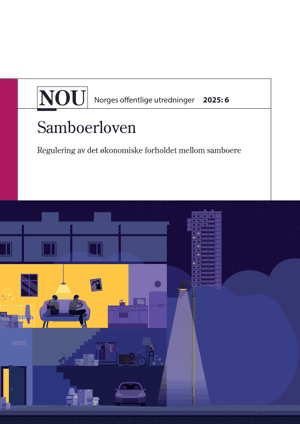 NOU Norges offentlige utredninger 2025: 6
Samboerloven
Regulering av det økonomiske forholdet mellom samboere